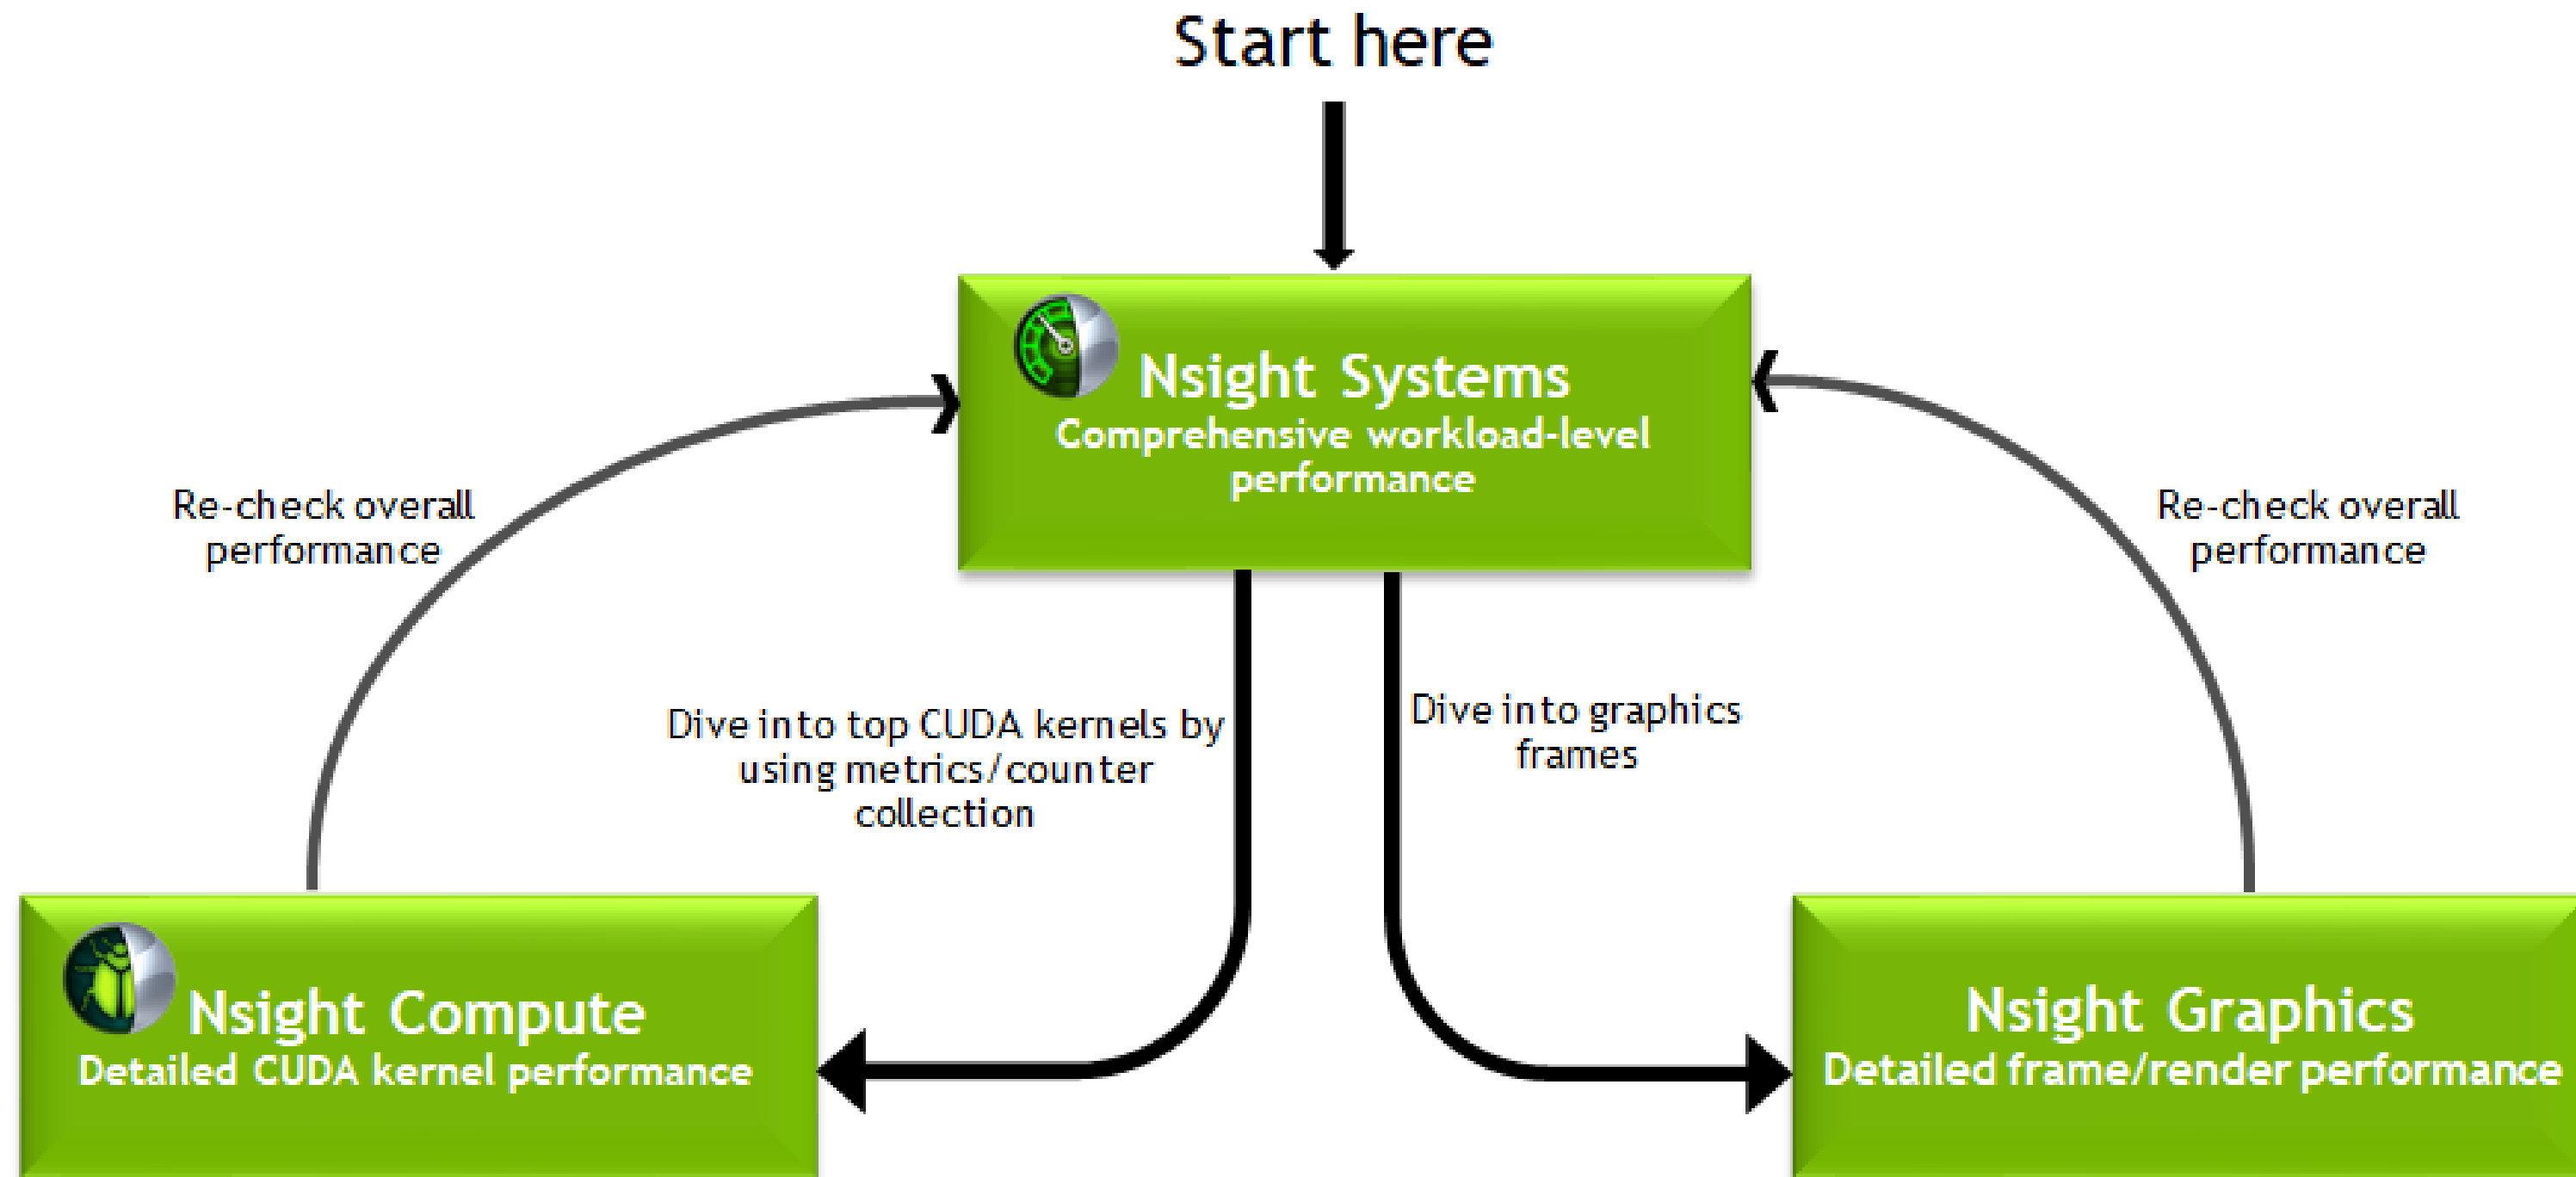 Start here
Nsight Systems
Comprehensive workload-level
performance
Re-check overall
performance
Re-check overall
performance
Dive into top CUDA kernels by
using metrics/counter
collection
Dive into graphics
frames
Nsight Compute
Detailed CUDA kernel performance
Nsight Graphics
Detailed frame/render performance